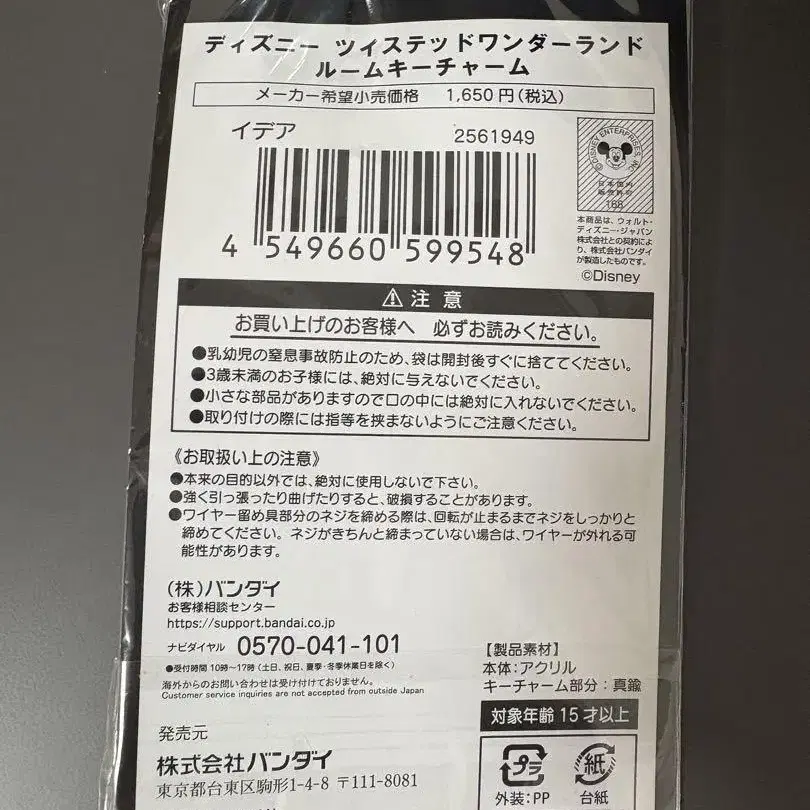 ディズニー ツイステッドワンダーランド
ルームキーチャーム
メーカー希望小売価格 1,650円(税込)
イデア
2561949
4 549660 599548
©DISNEY ENTERPRISES, INC.
日本国内
販売許可
168
本商品は、ウォルト・
ディズニー・ジャパン
株式会社との契約によ
り、株式会社バンダイ
が製造したものです。
©Disney
⚠注意
お買い上げのお客様へ 必ずお読みください。
●乳幼児の窒息事故防止のため、袋は開封後すぐに捨ててください。
●3歳未満のお子様には、絶対に与えないでください。
●小さな部品がありますので口の中には絶対に入れないでください。
●取り付けの際には指等を挟まないようにご注意ください。
《お取扱い上の注意》
●本来の目的以外では、絶対に使用しないで下さい。
●強く引っ張ったり曲げたりすると、破損することがあります。
●ワイヤー留め具部分のネジを締める際は、回転が止まるまでネジをしっかりと
締めてください。ネジがきちんと締まっていない場合は、ワイヤーが外れる可
能性があります。
(株)バンダイ
お客様相談センター
https://support.bandai.co.jp
ナビダイヤル 0570-041-101
●受付時間 10時~17時(土日、祝日、夏季・冬季休業日を除く)
海外からのお問い合わせは受け付けておりません。
Customer service inquiries are not accepted from outside Japan
【製品素材】
本体:アクリル
キーチャーム部分:真鍮
対象年齢15才以上
発売元
株式会社バンダイ
東京都台東区駒形1-4-8 〒111-8081
プラ
外装:PP
紙
台紙